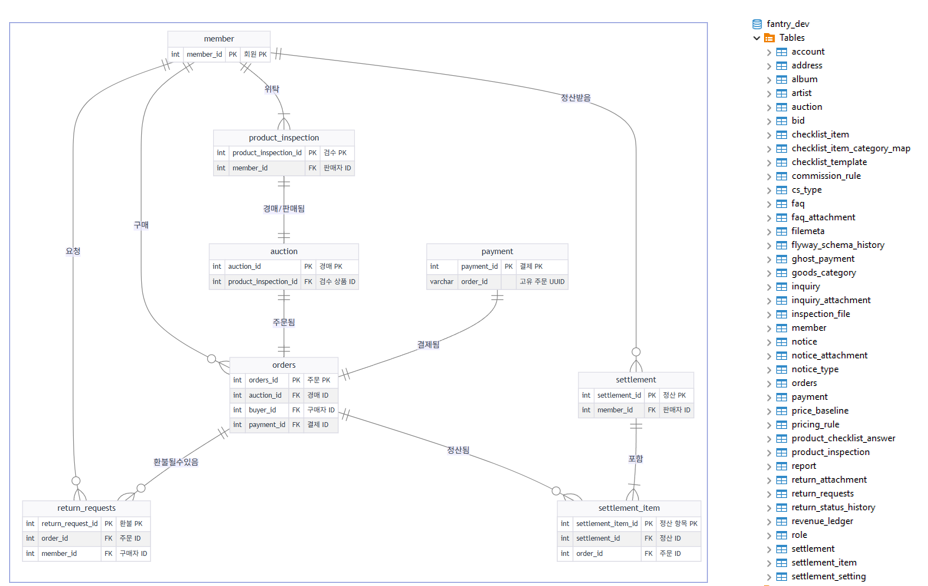 member
int member_id PK 회원 PK
위탁
정산받음
product_inspection
int product_inspection_id PK 검수 PK
int member_id FK 판매자 ID
경매/판매됨
구매
요청
auction
int auction_id PK 경매 PK
int product_inspection_id FK 검수 상품 ID
payment
int payment_id PK 결제 PK
varchar order_id 고유 주문 UUID
주문됨
결제됨
orders
int orders_id PK 주문 PK
int auction_id FK 경매 ID
int buyer_id FK 구매자 ID
int payment_id FK 결제 ID
settlement
int settlement_id PK 정산 PK
int member_id FK 판매자 ID
환불될수있음
정산됨
포함
return_requests
int return_request_id PK 환불 PK
int order_id FK 주문 ID
int member_id FK 구매자 ID
settlement_item
int settlement_item_id PK 정산 항목 PK
int settlement_id FK 정산 ID
int order_id FK 주문 ID
fantry_dev
Tables
account
address
album
artist
auction
bid
checklist_item
checklist_item_category_map
checklist_template
commission_rule
cs_type
faq
faq_attachment
filemeta
flyway_schema_history
ghost_payment
goods_category
inquiry
inquiry_attachment
inspection_file
member
notice
notice_attachment
notice_type
orders
payment
price_baseline
pricing_rule
product_checklist_answer
product_inspection
report
return_attachment
return_requests
return_status_history
revenue_ledger
role
settlement
settlement_item
settlement_setting